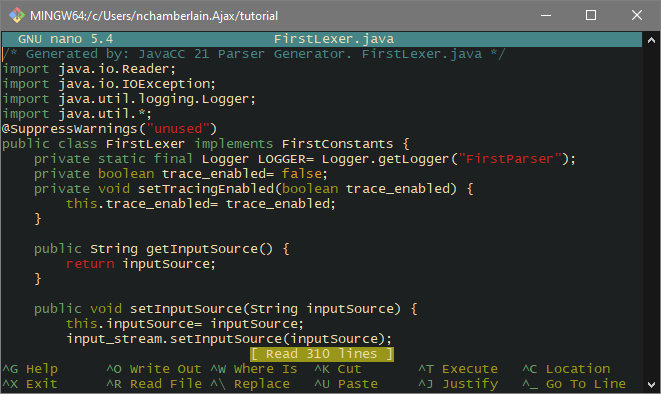 MINGW64:/c/Users/nchamberlain.Ajax/tutorial
GNU nano 5.4 FirstLexer.java
/* Generated by: JavaCC 21 Parser Generator. FirstLexer.java */
import java.io.Reader;
import java.io.IOException;
import java.util.logging.Logger;
import java.util.*;
@SuppressWarnings("unused")
public class FirstLexer implements FirstConstants {
    private static final Logger LOGGER= Logger.getLogger("FirstParser");
    private boolean trace_enabled= false;
    private void setTracingEnabled(boolean trace_enabled) {
        this.trace_enabled= trace_enabled;
    }
    public String getInputSource() {
        return inputSource;
    }
    public void setInputSource(String inputSource) {
        this.inputSource= inputSource;
        input_stream.setInputSource(inputSource);
[ Read 310 lines ]
^G Help ^O Write Out ^W Where Is ^K Cut ^T Execute ^C Location
^X Exit ^R Read File ^\ Replace ^U Paste ^J Justify ^_ Go To Line